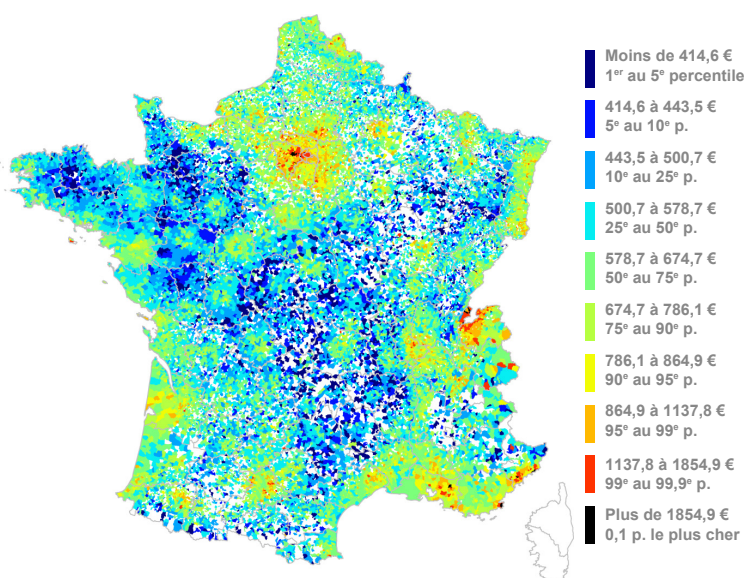 Moins de 414,6 €
1er au 5e percentile
414,6 à 443,5 €
5e au 10e p.
443,5 à 500,7 €
10e au 25e p.
500,7 à 578,7 €
25e au 50e p.
578,7 à 674,7 €
50e au 75e p.
674,7 à 786,1 €
75e au 90e p.
786,1 à 864,9 €
90e au 95e p.
864,9 à 1137,8 €
95e au 99e p.
1137,8 à 1854,9 €
99e au 99,9e p.
Plus de 1854,9 €
0,1 p. le plus cher